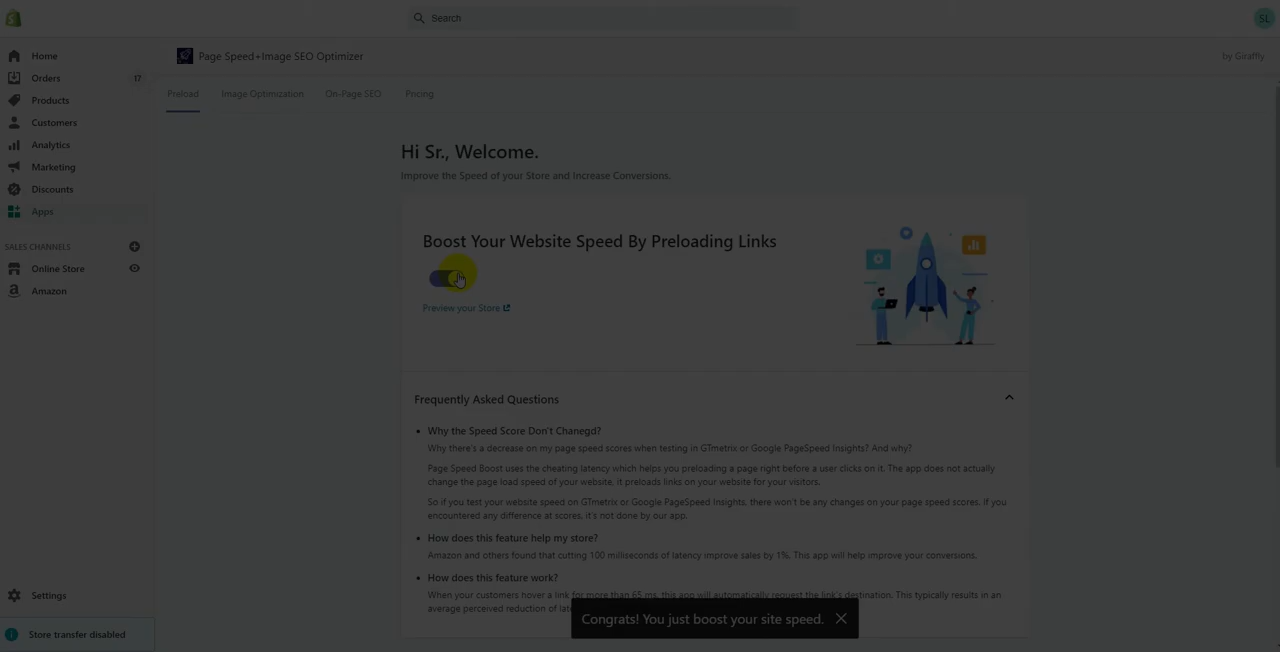 Search
SL
Home
Orders
17
Products
Customers
Analytics
Marketing
Discounts
Apps
SALES CHANNELS
Online Store
Amazon
Settings
Store transfer disabled
Page Speed+Image SEO Optimizer
by Giraffly
Preload
Image Optimization
On-Page SEO
Pricing
Hi Sr., Welcome.
Improve the Speed of your Store and Increase Conversions.
Boost Your Website Speed By Preloading Links
Preview your Store
Frequently Asked Questions
Why the Speed Score Don't Chanegd?
Why there's a decrease on my page speed scores when testing in GTmetrix or Google PageSpeed Insights? And why?
Page Speed Boost uses the cheating latency which helps you preloading a page right before a user clicks on it. The app does not actually
change the page load speed of your website, it preloads links on your website for your visitors.
So if you test your website speed on GTmetrix or Google PageSpeed Insights, there won't be any changes on your page speed scores. If you
encountered any difference at scores, it's not done by our app.
How does this feature help my store?
Amazon and others found that cutting 100 milliseconds of latency improve sales by 1%. This app will help improve your conversions.
How does this feature work?
When your customers hover a link for more than 65 ms, this app will automatically request the link's destination. This typically results in an
average perceived reduction of
Congrats! You just boost your site speed.